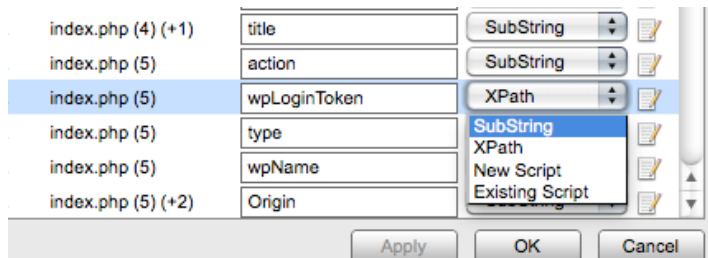 index.php (4) (+1) title SubString
index.php (5) action SubString
index.php (5) wpLoginToken XPath
index.php (5) type
SubString
XPath
index.php (5) wpName
New Script
Existing Script
index.php (5) (+2) Origin
Apply OK Cancel